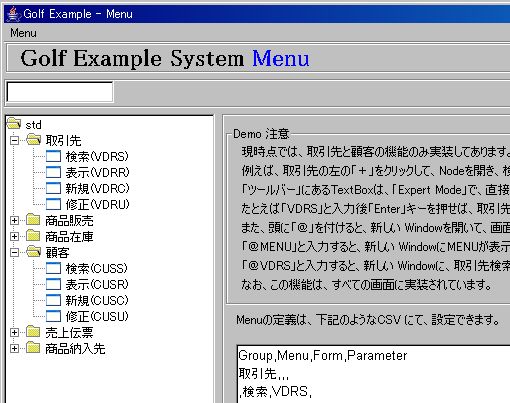 Golf Example - Menu
Menu
Golf Example System Menu
std
取引先
検索(VDRS)
表示(VDRR)
新規(VDRC)
修正(VDRU)
商品販売
商品在庫
顧客
検索(CUSS)
表示(CUSR)
新規(CUSC)
修正(CUSU)
売上伝票
商品納入先
Demo 注意
現時点では、取引先と顧客の機能のみ実装してあります。
例えば、取引先の左の「+」をクリックして、Nodeを開き、検
「ツールバー」にあるTextBoxは、「Expert Mode」で、直接
たとえば「VDRS」と入力後「Enter」キーを押せば、取引先
また、頭に「@」を付けると、新しい Windowを開いて、画面
「@MENU」と入力すると、新しい WindowにMENUが表示
「@VDRS」と入力すると、新しい Windowに、取引先検索
なお、この機能は、すべての画面に実装されています。
Menuの定義は、下記のようなCSV にて、設定できます。
Group,Menu,Form,Parameter
取引先,,,
,検索,VDRS,